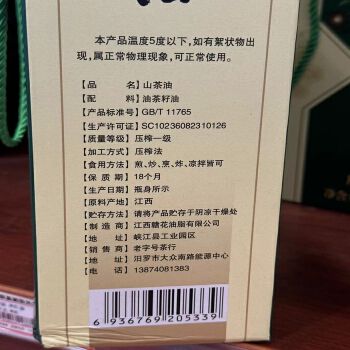 本产品温度5度以下,如有絮状物出
现,属正常物理现象,可正常使用。
【品名】山茶油
【配料】油茶籽油
【产品标准号】GB/T 11765
【生产许可证】SC10236082310126
【质量等级】压榨一级
【加工方式】压榨法
【食用方法】煎、炒、烹、炸、凉拌皆可
【保质期】18个月
【生产日期】瓶身所示
【原料产地】江西
【贮存方法】请将产品贮存于阴凉干燥处
【制造商】江西赣花油脂有限公司
【地址】峡江县工业园区
【销售商】老字号茶行
【地址】汨罗市大众南路能源中心
【电话】13874081383
6 936769 205339